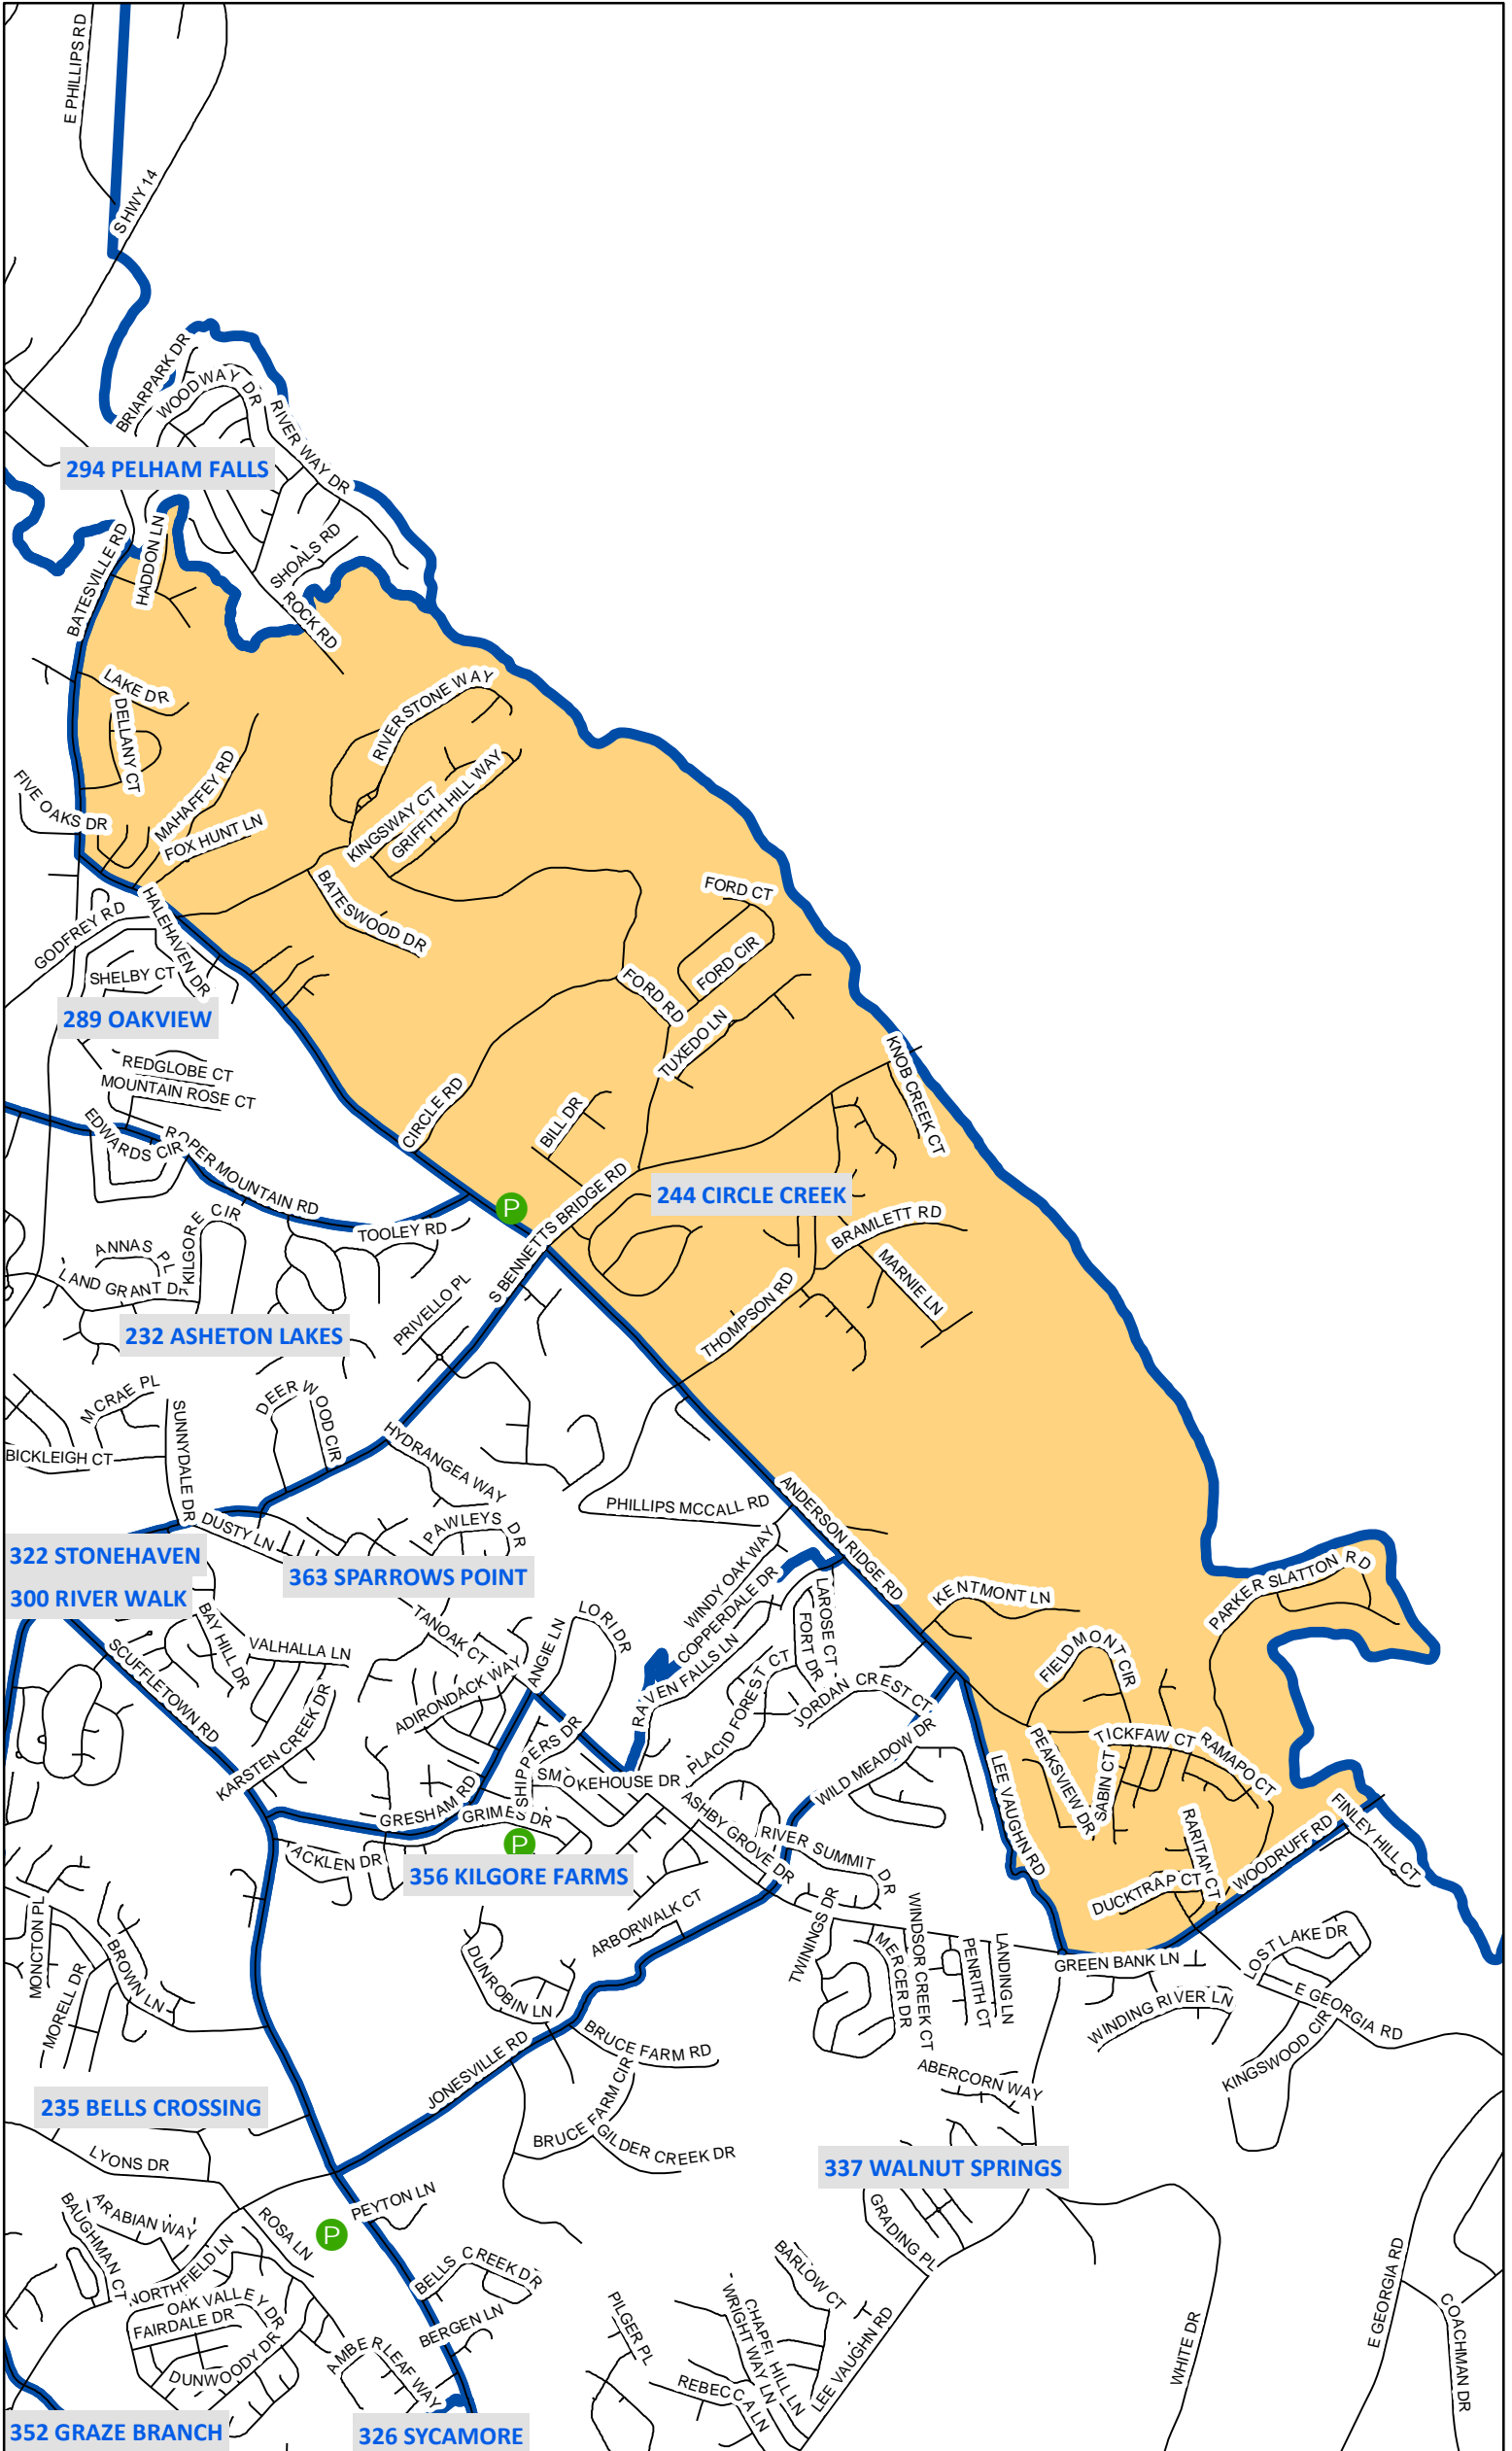 E PHILLIPS RD
S HWY 14
BRIARPARK DR
WOODWAY DR
RIVER WAY DR
294 PELHAM FALLS
BATESVILLE RD
HADDON LN
SHOALS RD
S ROCK RD
LAKE DR
DELLANY CT
RIVERSTONE WAY
FIVE OAKS DR
MAHAFFEY RD
FOX HUNT LN
KINGSWAY CT
GRIFFITH HILL WAY
BATESWOOD DR
FORD CT
HALEHAVEN DR
GODFREY RD
SHELBY CT
FORD CIR
FORD RD
289 OAKVIEW
TUXEDO LN
KNOB CREEK CT
REDGLOBE CT
MOUNTAIN ROSE CT
CIRCLE RD
BILL DR
EDWARDS CIR
ROPER MOUNTAIN RD
P
244 CIRCLE CREEK
TOOLEY RD
KILGORE CIR
S BENNETTS BRIDGE RD
BRAMLETT RD
ANNAS PL
LAND GRANT DR
MARNIE LN
PRIVELLO PL
THOMPSON RD
232 ASHETON LAKES
MCRAE PL
DEERWOOD CIR
SUNNYDALE DR
HYDRANGEA WAY
BICKLEIGH CT
PHILLIPS MCCALL RD
ANDERSON RIDGE RD
DUSTY LN
PAWLEYS DR
322 STONEHAVEN
363 SPARROWS POINT
WINDY OAK WAY
COPPERDALE DR
PARKER SLATTON RD
300 RIVER WALK
LAROSE CT
FORT DR
KENTMONT LN
BAY HILL DR
TANOAK CT
LORI DR
ANGIE LN
VALHALLA LN
SCUFFLETOWN RD
FIELDMONT CIR
RAVEN FALLS LN
PLACID FOREST CT
JORDAN CREST CT
ADIRONDACK WAY
KARSTEN CREEK DR
SHIPPERS DR
WILD MEADOW DR
TICKFAW CT
RAMAPO CT
PEAKSVIEW DR
SABIN CT
LEE VAUGHN RD
SMOKEHOUSE DR
GRESHAM RD
GRIMES DR
ASHBY GROVE DR
P
RIVER SUMMIT DR
RARITAN CT
WOODRUFF RD
FINLEY HILL CT
ACKLEN DR
356 KILGORE FARMS
DUCKTRAP CT
ARBORWALK CT
TWININGS DR
WINDSOR CREEK CT
MERCER DR
PENRITH CT
LANDING LN
GREEN BANK LN
LOST LAKE DR
MONCTON PL
BROWN LN
MORELL DR
DUNROBIN LN
WINDING RIVER LN
E GEORGIA RD
KINGSWOOD CIR
JONESVILLE RD
BRUCE FARM RD
ABERCORN WAY
235 BELLS CROSSING
BRUCE FARM CIR
GILDER CREEK DR
337 WALNUT SPRINGS
LYONS DR
PEYTON LN
ARABIAN WAY
BAUGHMAN CT
ROSA LN
P
GRADING PL
NORTHFIELD LN
BELLS CREEK DR
BARLOW CT
OAK VALLEY DR
FAIRDALE DR
BERGEN LN
PILGER PL
CHAPEL HILL LN
WRIGHT WAY LN
LEE VAUGHN RD
WHITE DR
E GEORGIA RD
COACHMAN DR
DUNWOODY DR
AMBERLEAF WAY
REBECCA LN
352 GRAZE BRANCH
326 SYCAMORE